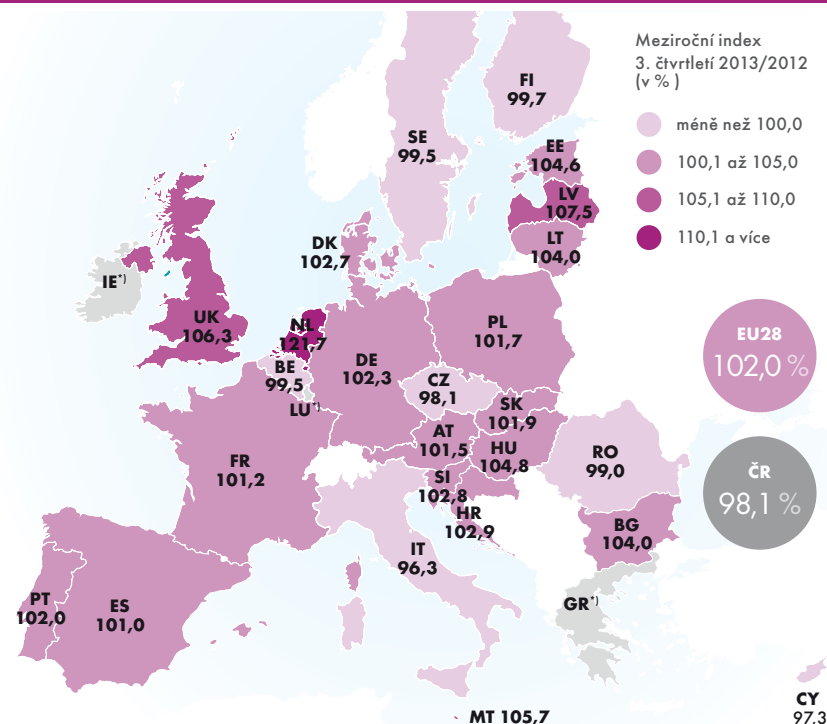 Meziroční index
3. čtvrtletí 2013/2012
(v % )
méně než 100,0
100,1 až 105,0
105,1 až 110,0
110,1 a více
FI
99,7
SE
99,5
EE
104,6
LV
107,5
LT
104,0
DK
102,7
IE*)
UK
106,3
NL
121,7
BE
99,5
LU*)
DE
102,3
PL
101,7
CZ
98,1
SK
101,9
AT
101,5
HU
104,8
SI
102,8
HR
102,9
RO
99,0
BG
104,0
FR
101,2
IT
96,3
GR*)
PT
102,0
ES
101,0
MT 105,7
CY
97,3
EU28
102,0 %
ČR
98,1 %